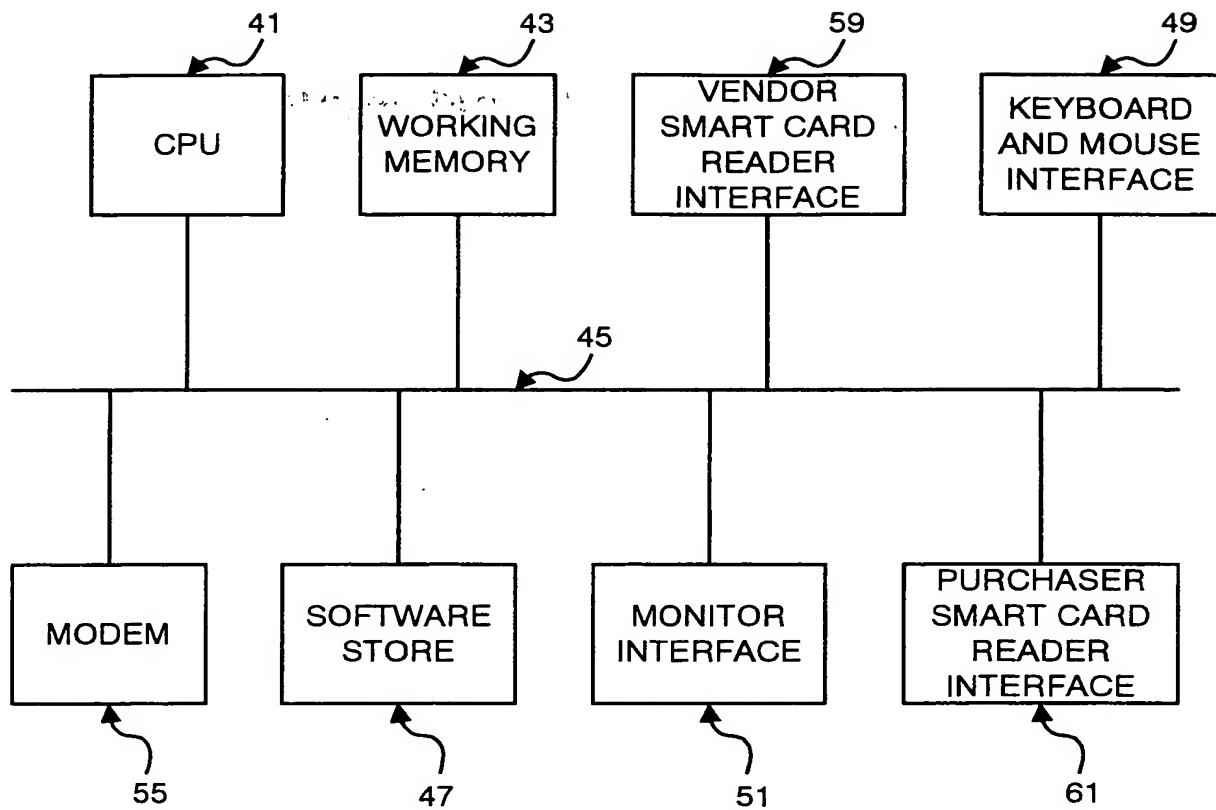 41
43
59
49
CPU
WORKING
MEMORY
VENDOR
SMART CARD
READER
INTERFACE
KEYBOARD
AND MOUSE
INTERFACE
45
MODEM
SOFTWARE
STORE
MONITOR
INTERFACE
PURCHASER
SMART CARD
READER
INTERFACE
55
47
51
61